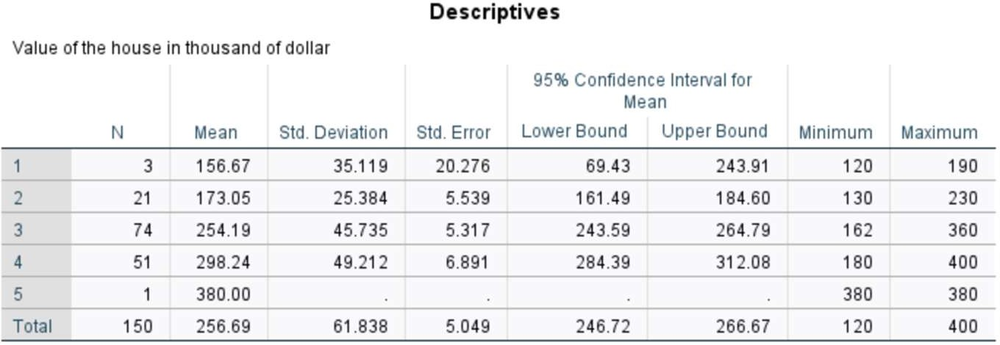 Descriptives
Value of the house in thousand of dollar
95% Confidence Interval for
Mean
N Mean Std. Deviation Std. Error Lower Bound Upper Bound Minimum Maximum
1 3 156.67 35.119 20.276 69.43 243.91 120 190
2 21 173.05 25.384 5.539 161.49 184.60 130 230
3 74 254.19 45.735 5.317 243.59 264.79 162 360
4 51 298.24 49.212 6.891 284.39 312.08 180 400
5 1 380.00 . . . . 380 380
Total 150 256.69 61.838 5.049 246.72 266.67 120 400